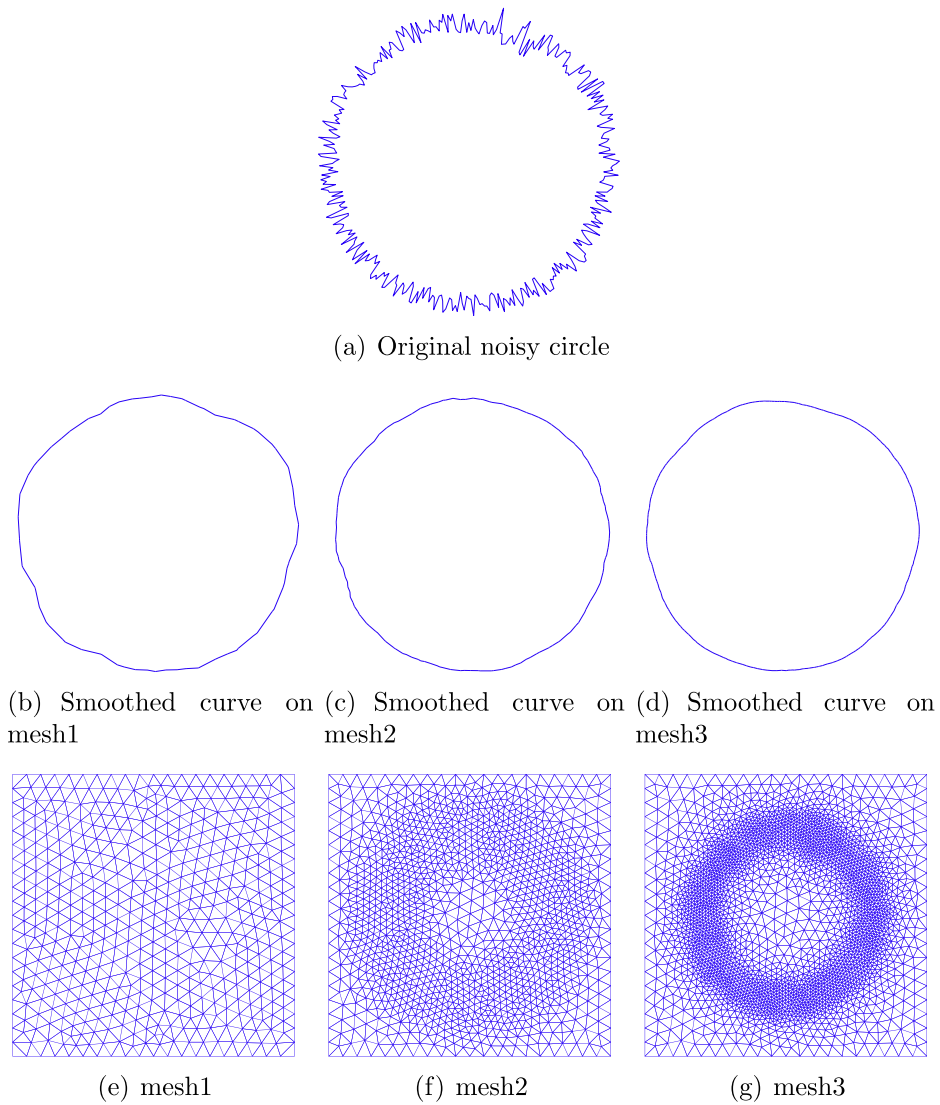 (a) Original noisy circle
(b) Smoothed curve on
mesh1
(c) Smoothed curve on
mesh2
(d) Smoothed curve on
mesh3
(e) mesh1
(f) mesh2
(g) mesh3